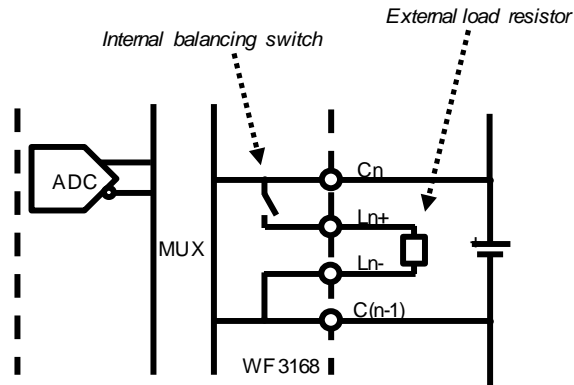 External load resistor
Internal balancing switch
Cn
ADC
Ln+
MUX
Ln-
+
C(n-1)
WF3168